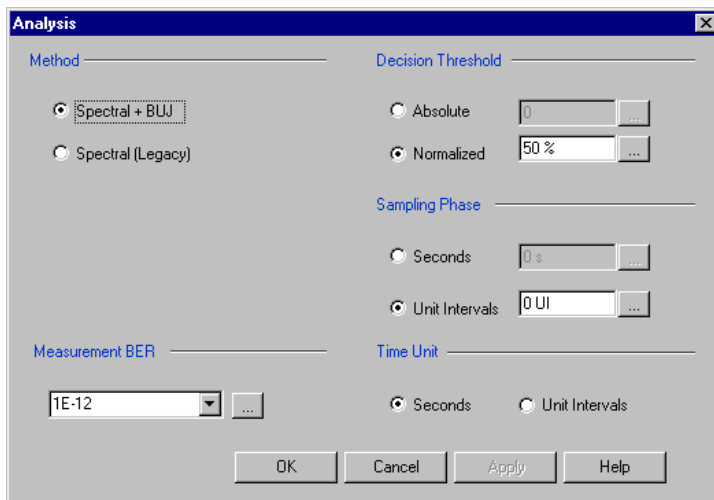 Analysis
Method
Spectral + BUJ
Spectral (Legacy)
Decision Threshold
Absolute
0
...
Normalized
50 %
...
Sampling Phase
Seconds
0 s
...
Unit Intervals
0 UI
...
Measurement BER
1E-12
...
Time Unit
Seconds
Unit Intervals
OK
Cancel
Apply
Help